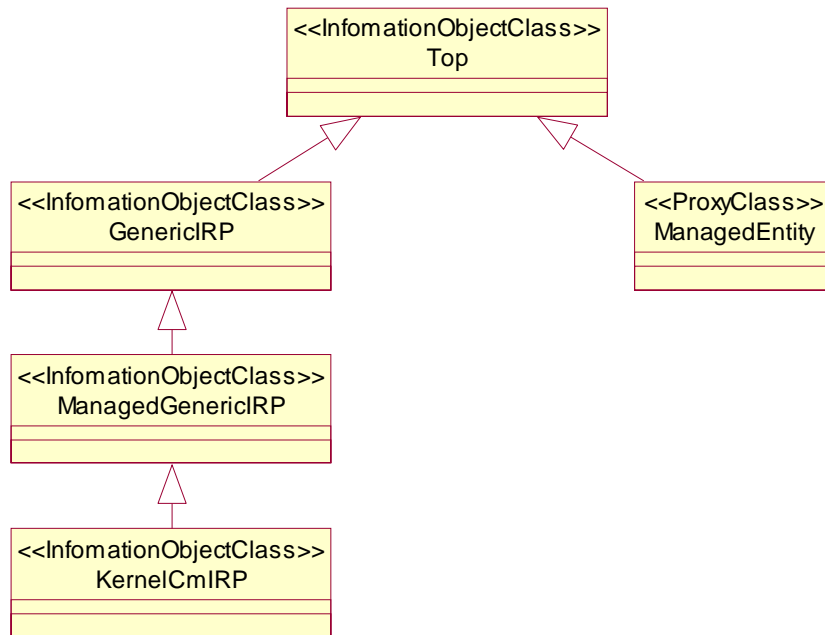 <<InfomationObjectClass>>
Top
<<InfomationObjectClass>>
GenericIRP
<<ProxyClass>>
ManagedEntity
<<InfomationObjectClass>>
ManagedGenericIRP
<<InfomationObjectClass>>
KernelCmIRP